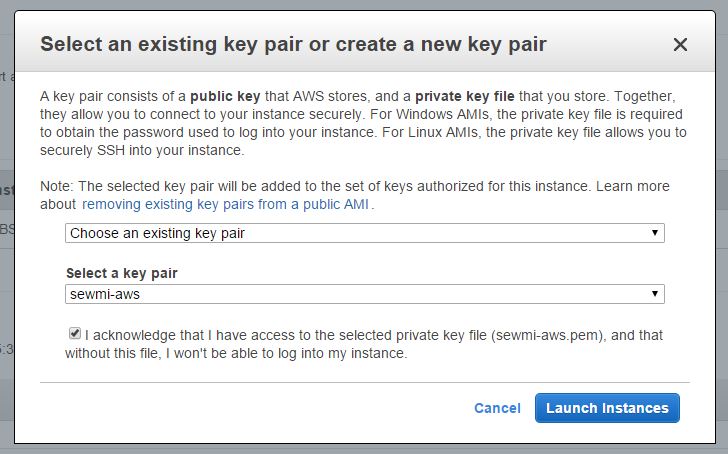 Select an existing key pair or create a new key pair
A key pair consists of a public key that AWS stores, and a private key file that you store. Together,
they allow you to connect to your instance securely. For Windows AMIs, the private key file is required
to obtain the password used to log into your instance. For Linux AMIs, the private key file allows you to
securely SSH into your instance.
Note: The selected key pair will be added to the set of keys authorized for this instance. Learn more
about removing existing key pairs from a public AMI .
Choose an existing key pair
Select a key pair
sewmi-aws
I acknowledge that I have access to the selected private key file (sewmi-aws.pem), and that
without this file, I won't be able to log into my instance.
Cancel Launch Instances